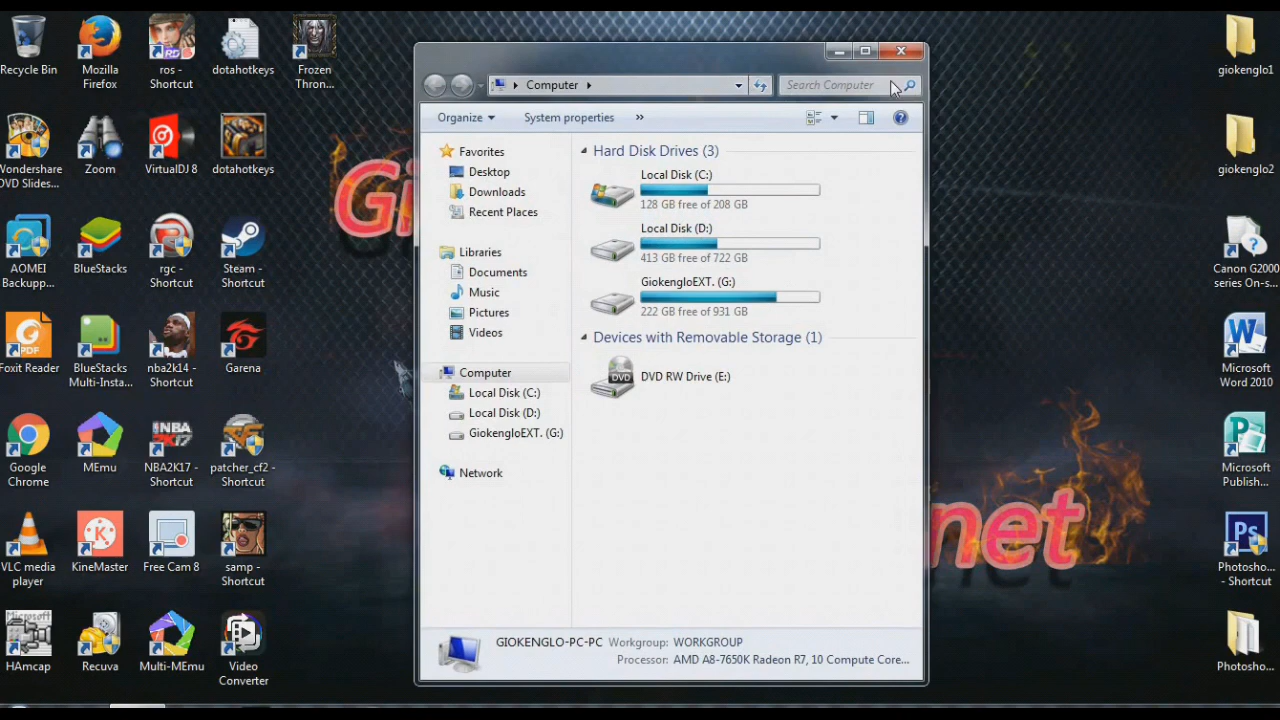 Recycle Bin
Mozilla
Firefox
ros -
Shortcut
dotahotkeys
Frozen
Thron...
Wondershare
DVD Slides...
Zoom
VirtualDJ 8
dotahotkeys
AOMEI
Backupp...
BlueStacks
rgc -
Shortcut
Steam -
Shortcut
Foxit Reader
BlueStacks
Multi-Insta...
nba2k14 -
Shortcut
Garena
Google
Chrome
MEmu
NBA2K17 -
Shortcut
patcher_cf2 -
Shortcut
VLC media
player
KineMaster
Free Cam 8
samp -
Shortcut
HAmcap
Recuva
Multi-MEmu
Video
Converter
Gi
net
Computer
Search Computer
Organize
System properties
»
Favorites
Desktop
Downloads
Recent Places
Libraries
Documents
Music
Pictures
Videos
Computer
Local Disk (C:)
Local Disk (D:)
GiokengloEXT. (G:)
Network
Hard Disk Drives (3)
Local Disk (C:)
128 GB free of 208 GB
Local Disk (D:)
413 GB free of 722 GB
GiokengloEXT. (G:)
222 GB free of 931 GB
Devices with Removable Storage (1)
DVD
DVD RW Drive (E:)
GIOKENGLO-PC-PC Workgroup: WORKGROUP
Processor: AMD A8-7650K Radeon R7, 10 Compute Core...
giokenglo1
giokenglo2
Canon G2000
series On-s...
Microsoft
Word 2010
Microsoft
Publish...
Photosho...
- Shortcut
Photosho...